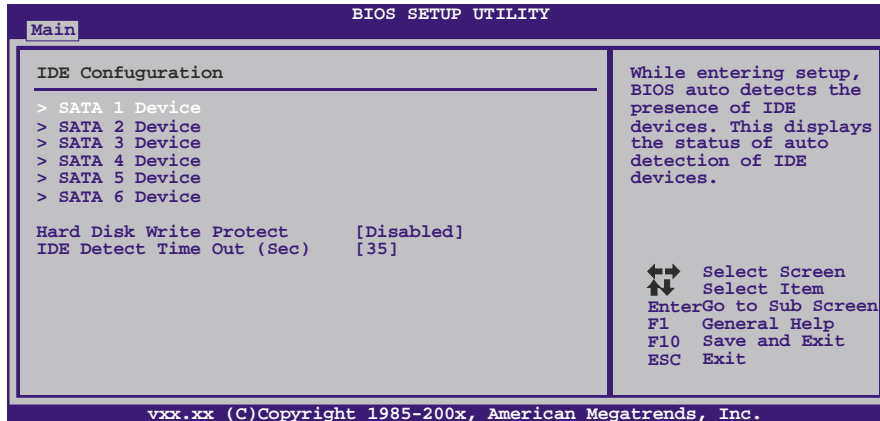 BIOS SETUP UTILITY
Main
IDE Confuguration
> SATA 1 Device
> SATA 2 Device
> SATA 3 Device
> SATA 4 Device
> SATA 5 Device
> SATA 6 Device
Hard Disk Write Protect [Disabled]
IDE Detect Time Out (Sec) [35]
While entering setup,
BIOS auto detects the
presence of IDE
devices. This displays
the status of auto
detection of IDE
devices.
Select Screen
Select Item
EnterGo to Sub Screen
F1 General Help
F10 Save and Exit
ESC Exit
vxx.xx (C)Copyright 1985-200x, American Megatrends, Inc.